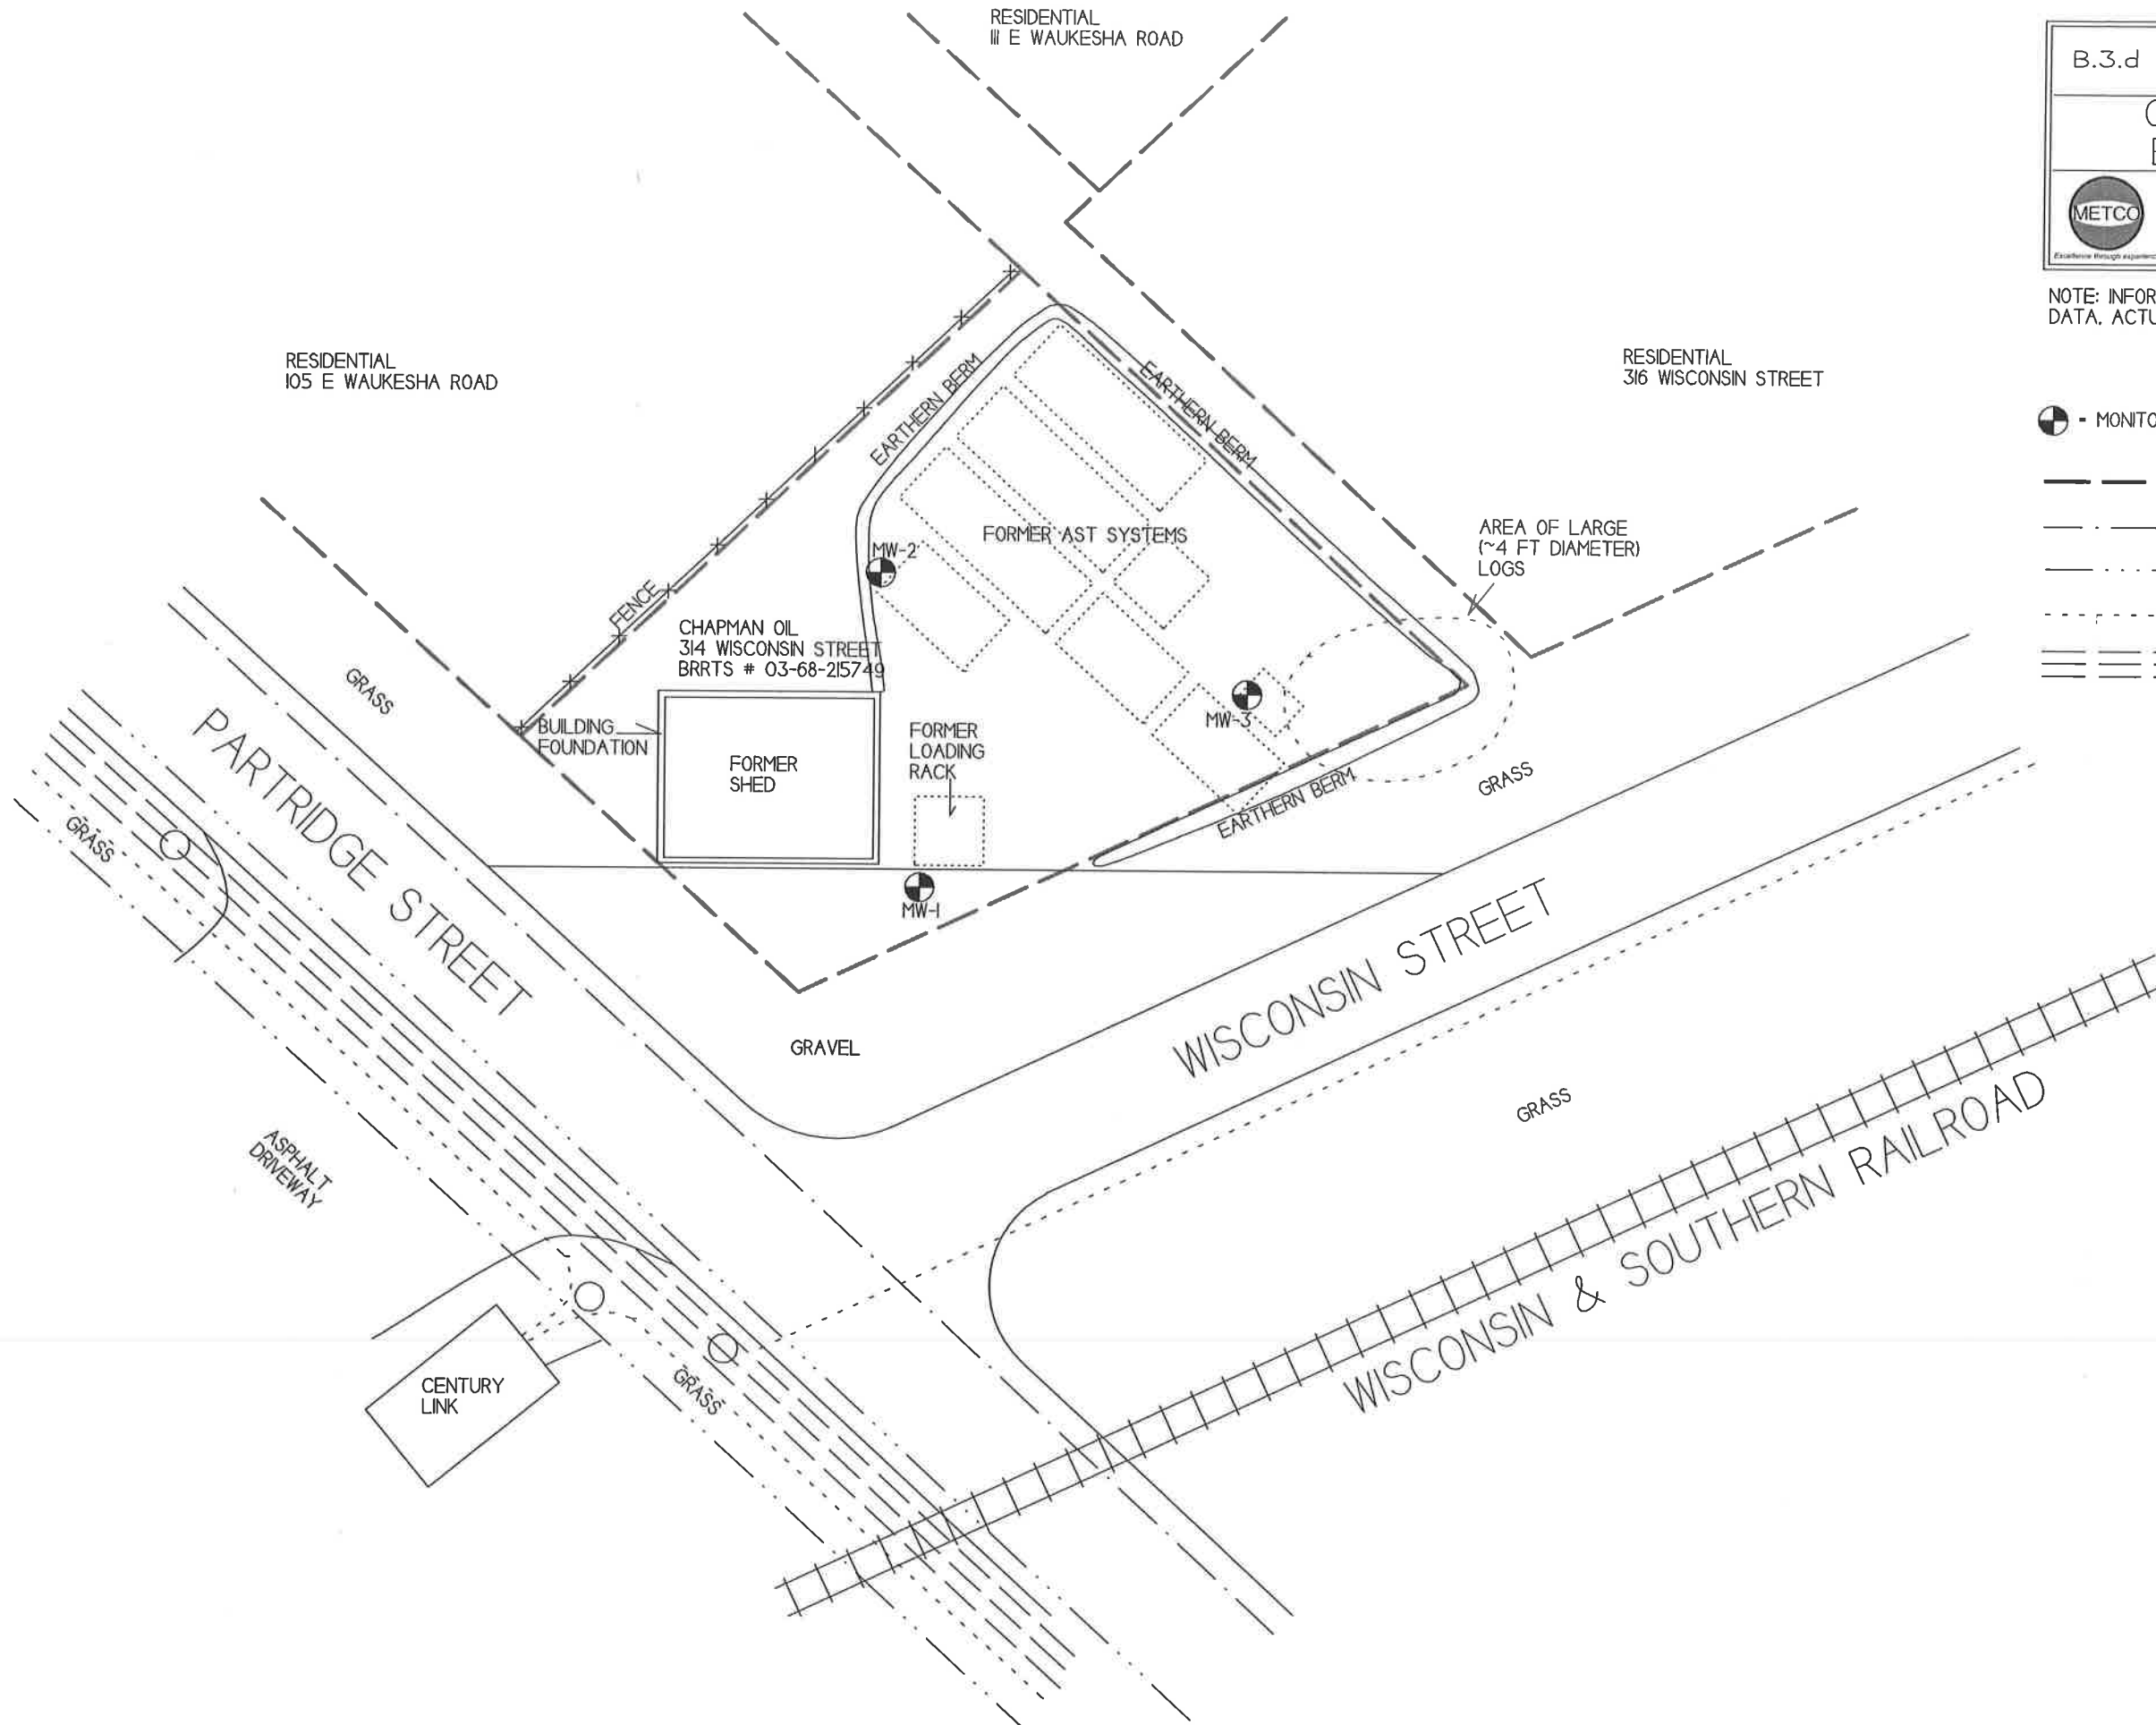 RESIDENTIAL
111 E WAUKESHA ROAD
B.3.d
METCO
Excellence through experience
NOTE: INFOR
DATA. ACTU
RESIDENTIAL
105 E WAUKESHA ROAD
RESIDENTIAL
316 WISCONSIN STREET
- MONITO
EARTHERN BERM
EARTHERN BERM
FORMER AST SYSTEMS
AREA OF LARGE
(~4 FT DIAMETER)
LOGS
MW-2
FENCE
CHAPMAN OIL
314 WISCONSIN STREET
BRRTS # 03-68-215749
GRASS
BUILDING
FOUNDATION
FORMER
SHED
FORMER
LOADING
RACK
MW-3
EARTHERN BERM
GRASS
PARTRIDGE STREET
GRASS
MW-1
WISCONSIN STREET
GRAVEL
GRASS
ASPHALT
DRIVEWAY
WISCONSIN & SOUTHERN RAILROAD
CENTURY
LINK
GRASS